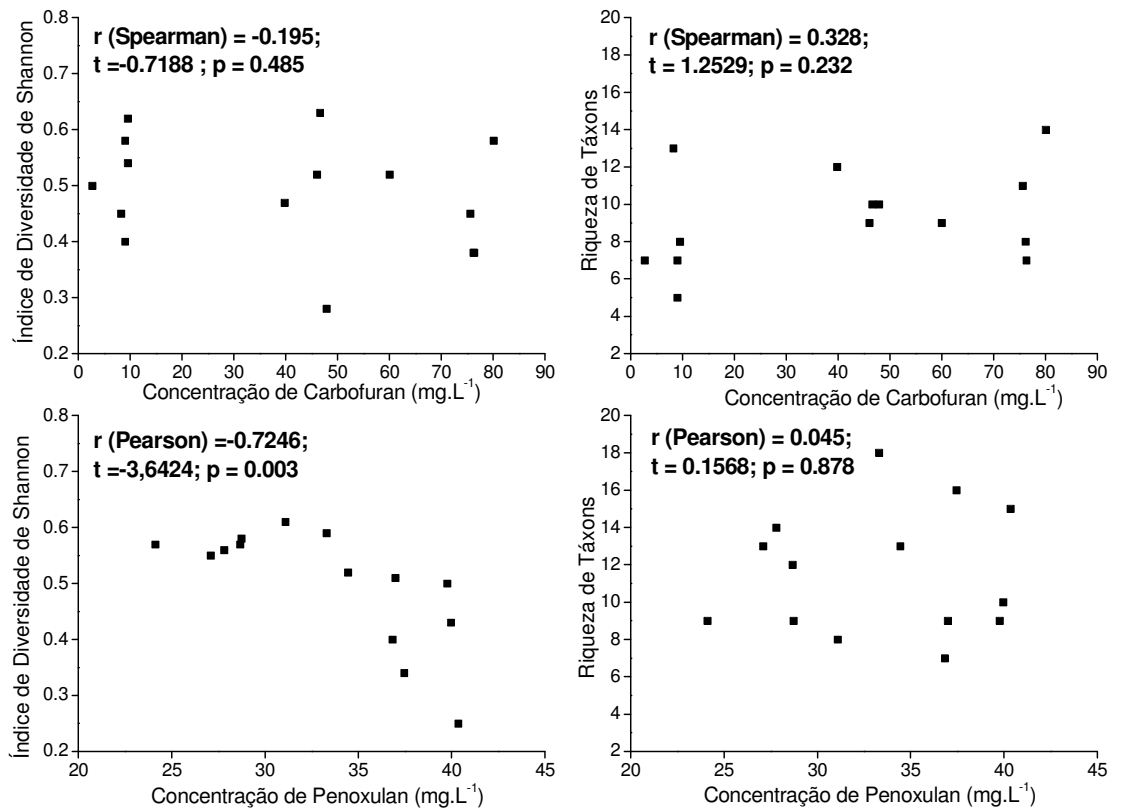 r (Spearman) = -0.195;
t =-0.7188 ; p = 0.485
Índice de Diversidade de Shannon
0.8
0.7
0.6
0.5
0.4
0.3
0.2
0 10 20 30 40 50 60 70 80 90
Concentração de Carbofuran (mg.L-1)
r (Spearman) = 0.328;
t = 1.2529; p = 0.232
Riqueza de Táxons
20
18
16
14
12
10
8
6
4
2
0 10 20 30 40 50 60 70 80 90
Concentração de Carbofuran (mg.L-1)
r (Pearson) =-0.7246;
t =-3,6424; p = 0.003
Índice de Diversidade de Shannon
0.8
0.7
0.6
0.5
0.4
0.3
0.2
20 25 30 35 40 45
Concentração de Penoxulan (mg.L-1)
r (Pearson) = 0.045;
t = 0.1568; p = 0.878
Riqueza de Táxons
20
18
16
14
12
10
8
6
4
2
20 25 30 35 40 45
Concentração de Penoxulan (mg.L-1)